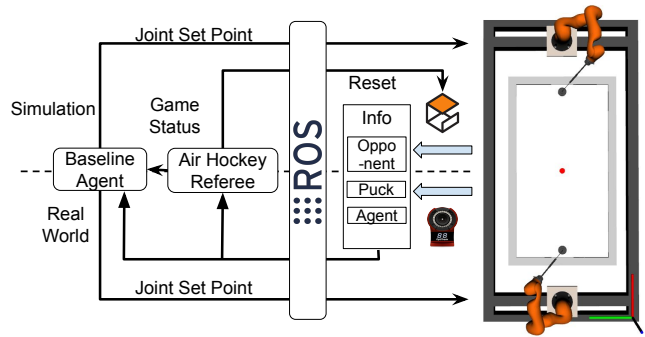 Joint Set Point
Reset
Simulation
Game
Status
Info
Oppo
-nent
Baseline
Agent
Air Hockey
Referee
ROS
Puck
Agent
Real
World
Joint Set Point